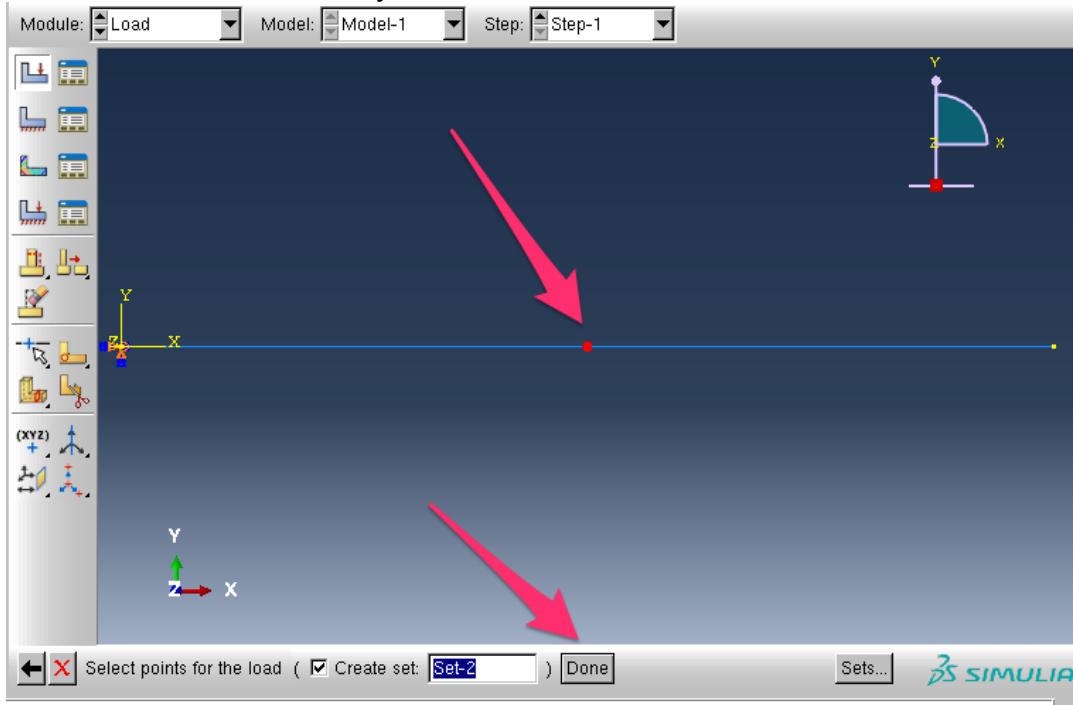 Module: Load Model: Model-1 Step: Step-1
Y
Z X
Y
Z X
(XYZ)
Y
Z X
Select points for the load ( Create set: Set-2 ) Done Sets... SIMULIA